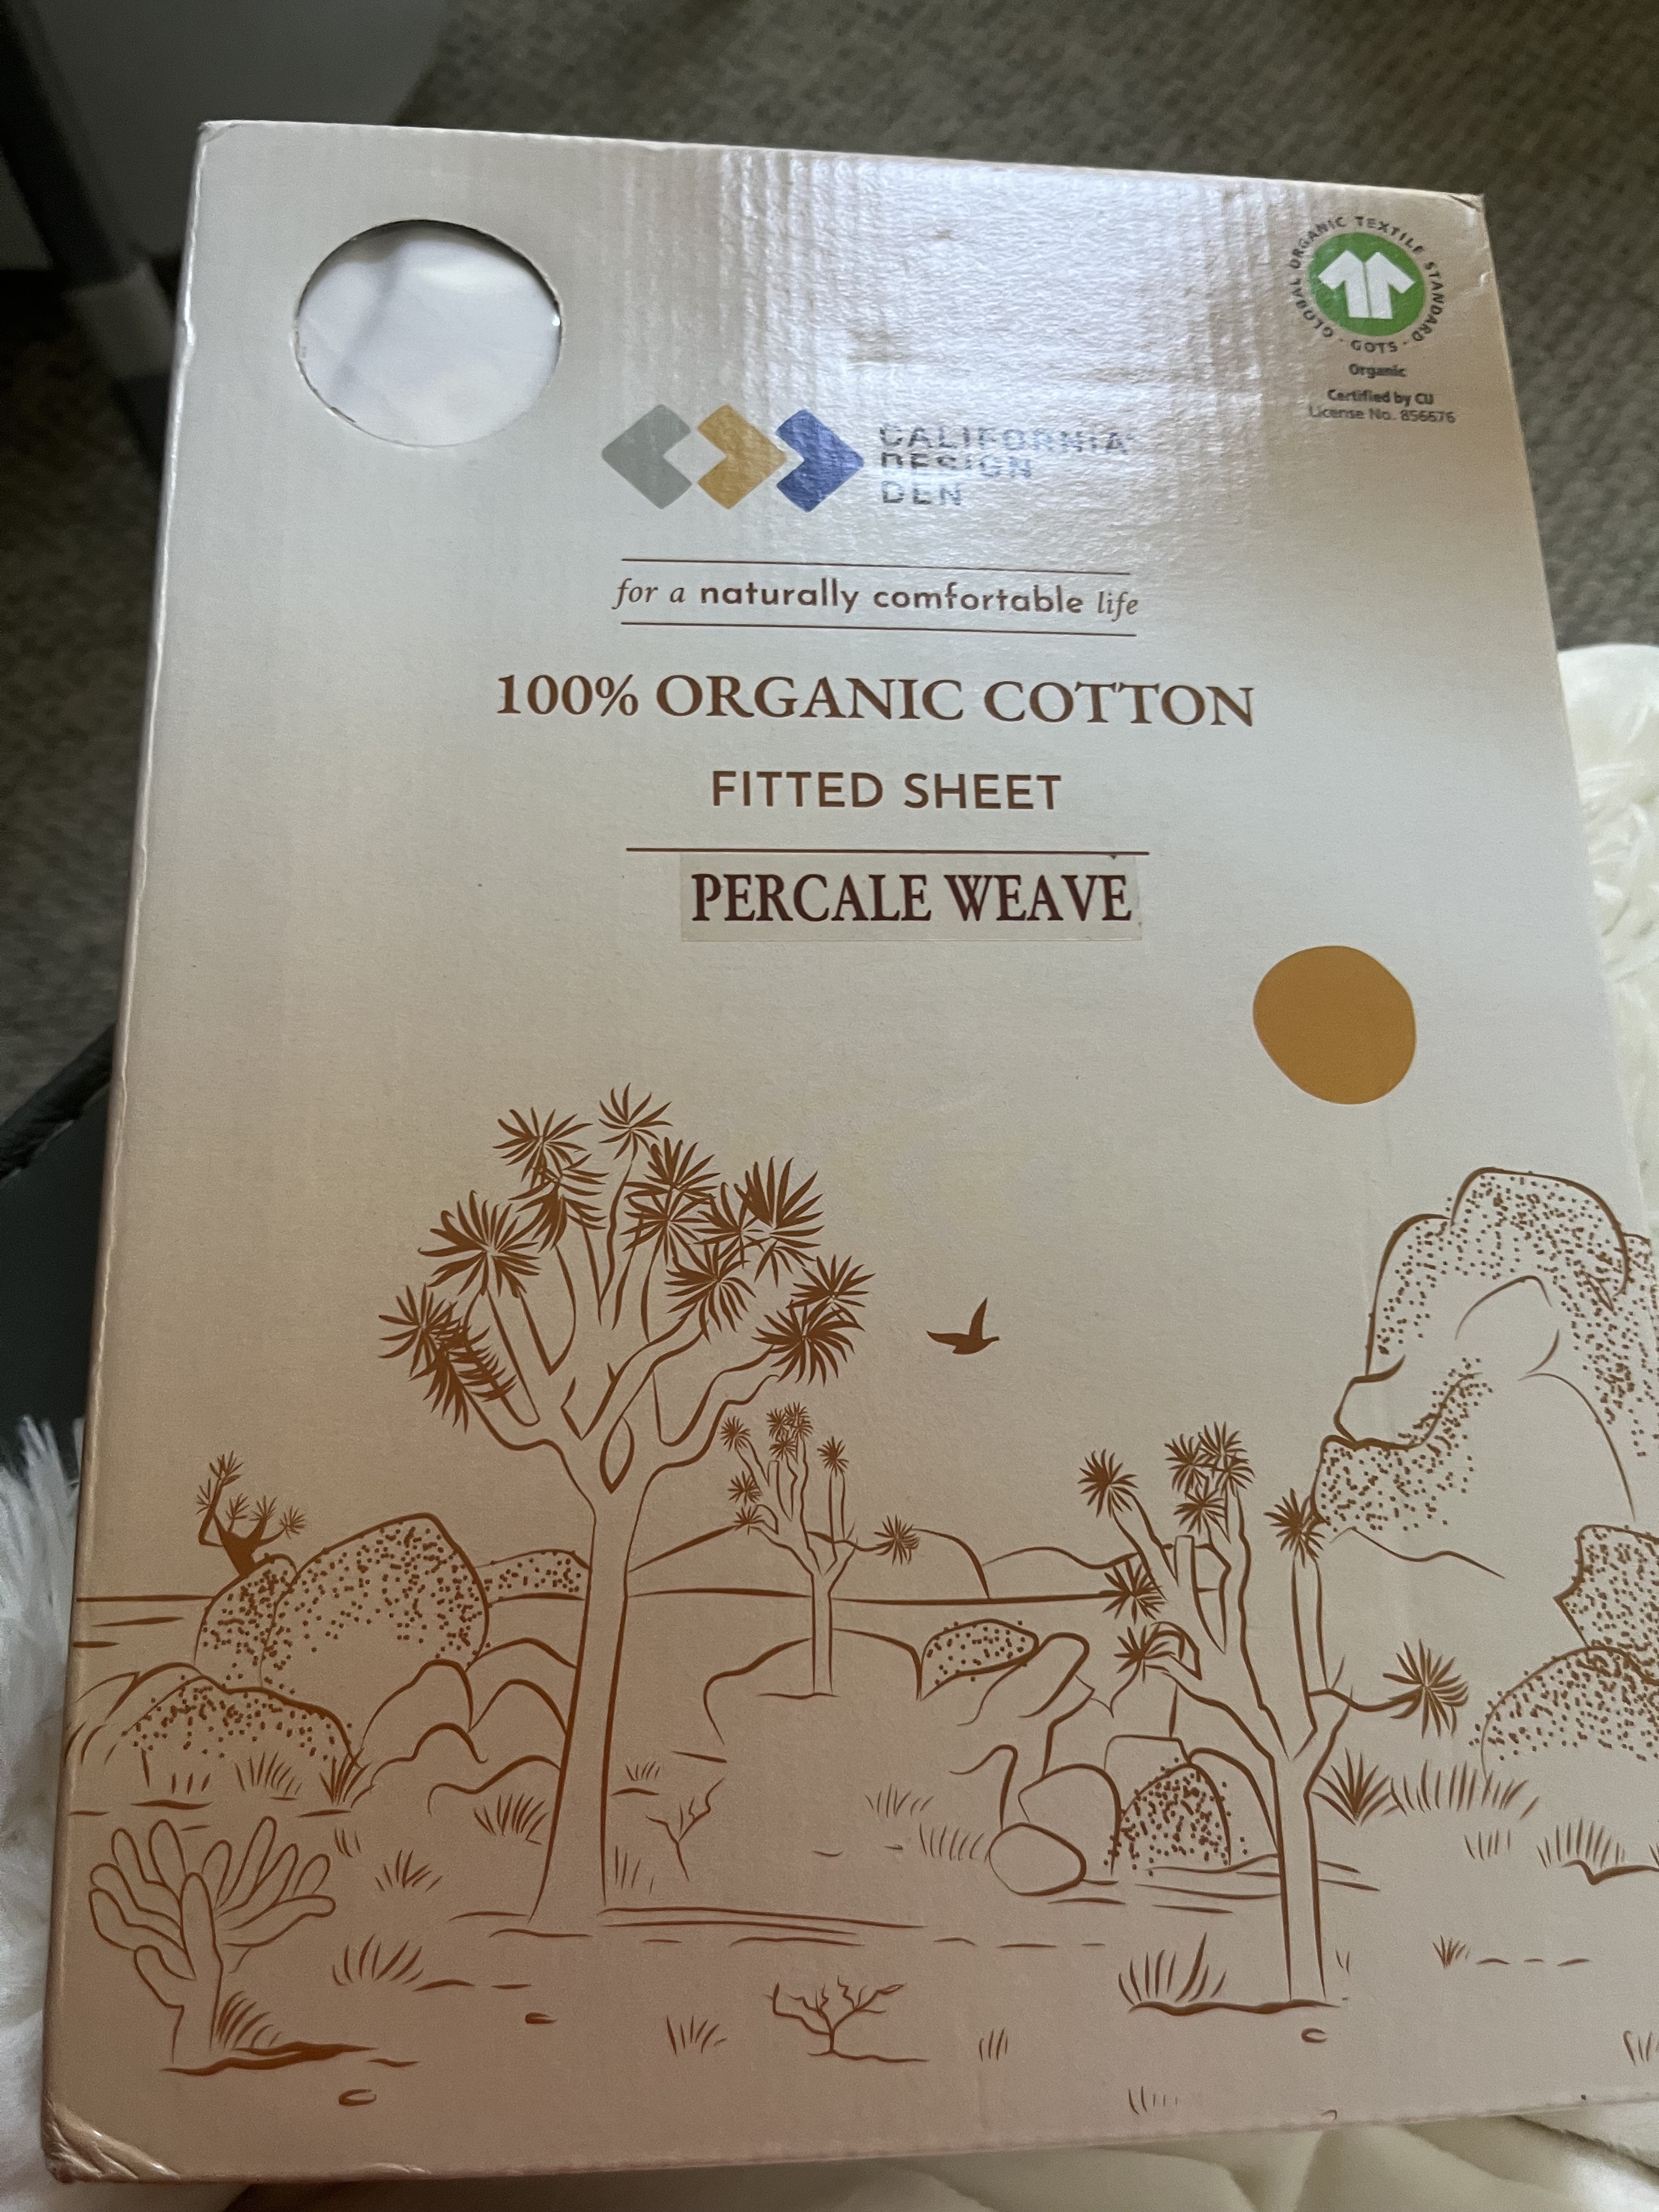 GLOBAL ORGANIC TEXTILE STANDARD · GOTS ·
Organic
Certified by CU
License No. 856676
CALIFORNIA
DESIGN
DEN
for a naturally comfortable life
100% ORGANIC COTTON
FITTED SHEET
PERCALE WEAVE